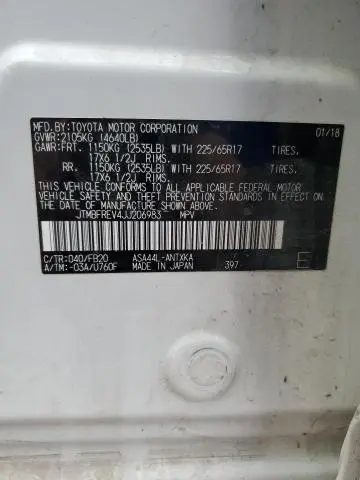 MFD.BY:TOYOTA MOTOR CORPORATION 01/18
GVWR:2105KG (4640LB)
GAWR:FRT. 1150KG (2535LB) WITH 225/65R17 TIRES.
17X6 1/2J RIMS.
RR. 1150KG (2535LB) WITH 225/65R17 TIRES.
17X6 1/2J RIMS.
THIS VEHICLE CONFORMS TO ALL APPLICABLE FEDERAL MOTOR
VEHICLE SAFETY STANDARDS IN EFFECT ON THE DATE OF
MANUFACTURE SHOWN ABOVE.
JTMBFREV4JJ206983 MPV
C/TR:040/FB20 ASA44L-ANTXKA
A/TM:-03A/U760F MADE IN JAPAN 397 E